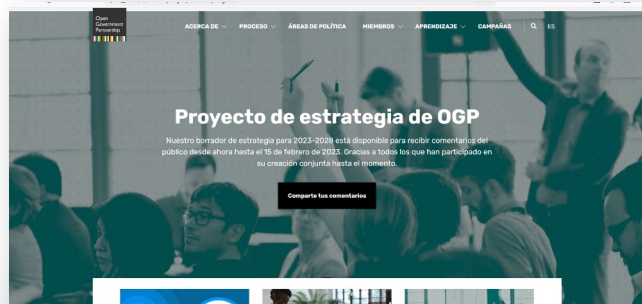 Open
Government
Partnership
ACERCA DE
PROCESO
ÁREAS DE POLÍTICA
MIEMBROS
APRENDIZAJE
CAMPAÑAS
ES
Proyecto de estrategia de OGP
Nuestro borrador de estrategia para 2023-2028 está disponible para recibir comentarios del
público desde ahora hasta el 15 de febrero de 2023. Gracias a todos los que han participado en
su creación conjunta hasta el momento.
Comparte tus comentarios